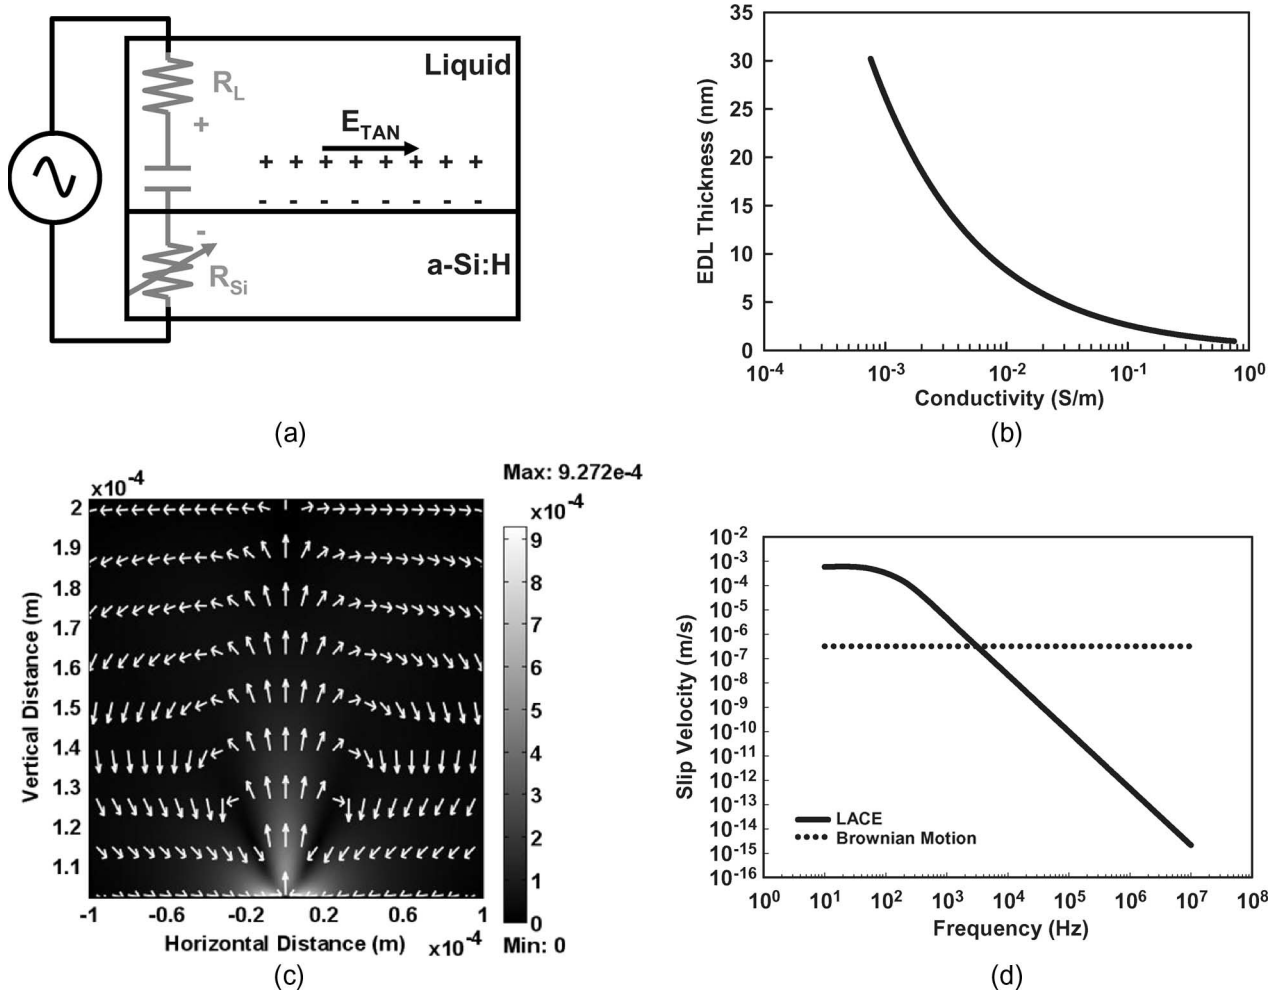 Liquid
R_L
+
E_TAN
+ + + + + + + +
- - - - - - - -
-
a-Si:H
R_Si
(a)
35
30
25
20
15
10
5
0
EDL Thickness (nm)
10^-4 10^-3 10^-2 10^-1 10^0
Conductivity (S/m)
(b)
x10^-4
2
1.9
1.8
1.7
1.6
1.5
1.4
1.3
1.2
1.1
Vertical Distance (m)
-1 -0.6 -0.2 0.2 0.6 1
Horizontal Distance (m) x10^-4
Max: 9.272e-4
x10^-4
9
8
7
6
5
4
3
2
1
0
Min: 0
(c)
10^-2
10^-3
10^-4
10^-5
10^-6
10^-7
10^-8
10^-9
10^-10
10^-11
10^-12
10^-13
10^-14
10^-15
10^-16
Slip Velocity (m/s)
LACE
Brownian Motion
10^0 10^1 10^2 10^3 10^4 10^5 10^6 10^7 10^8
Frequency (Hz)
(d)